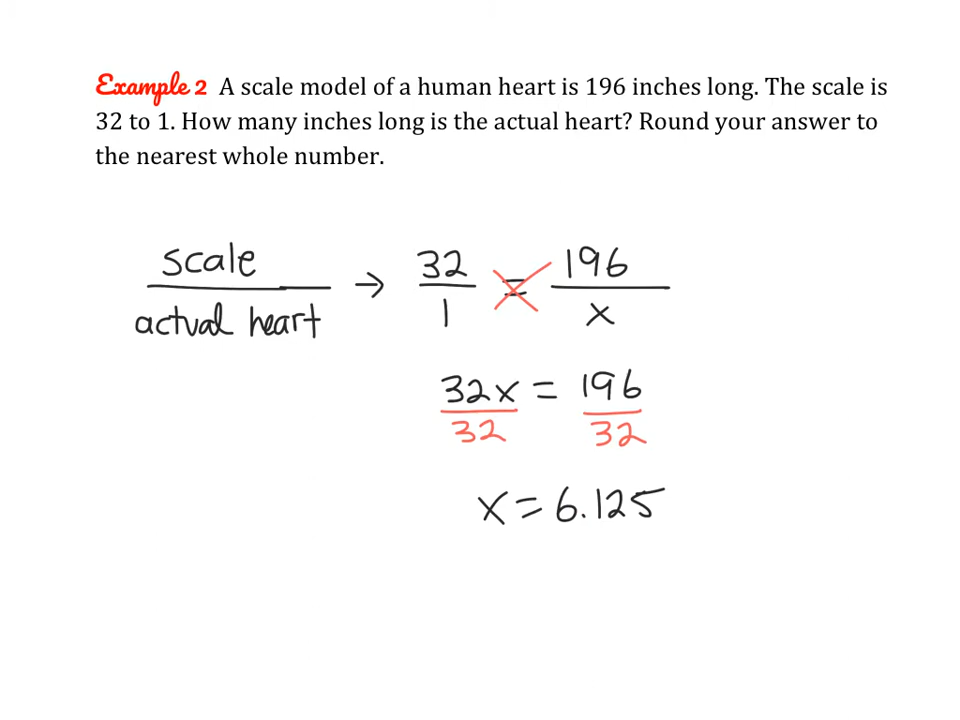 Example 2 A scale model of a human heart is 196 inches long. The scale is
32 to 1. How many inches long is the actual heart? Round your answer to
the nearest whole number.
scale / actual heart → 32/1 = 196/x
32x/32 = 196/32
x = 6.125